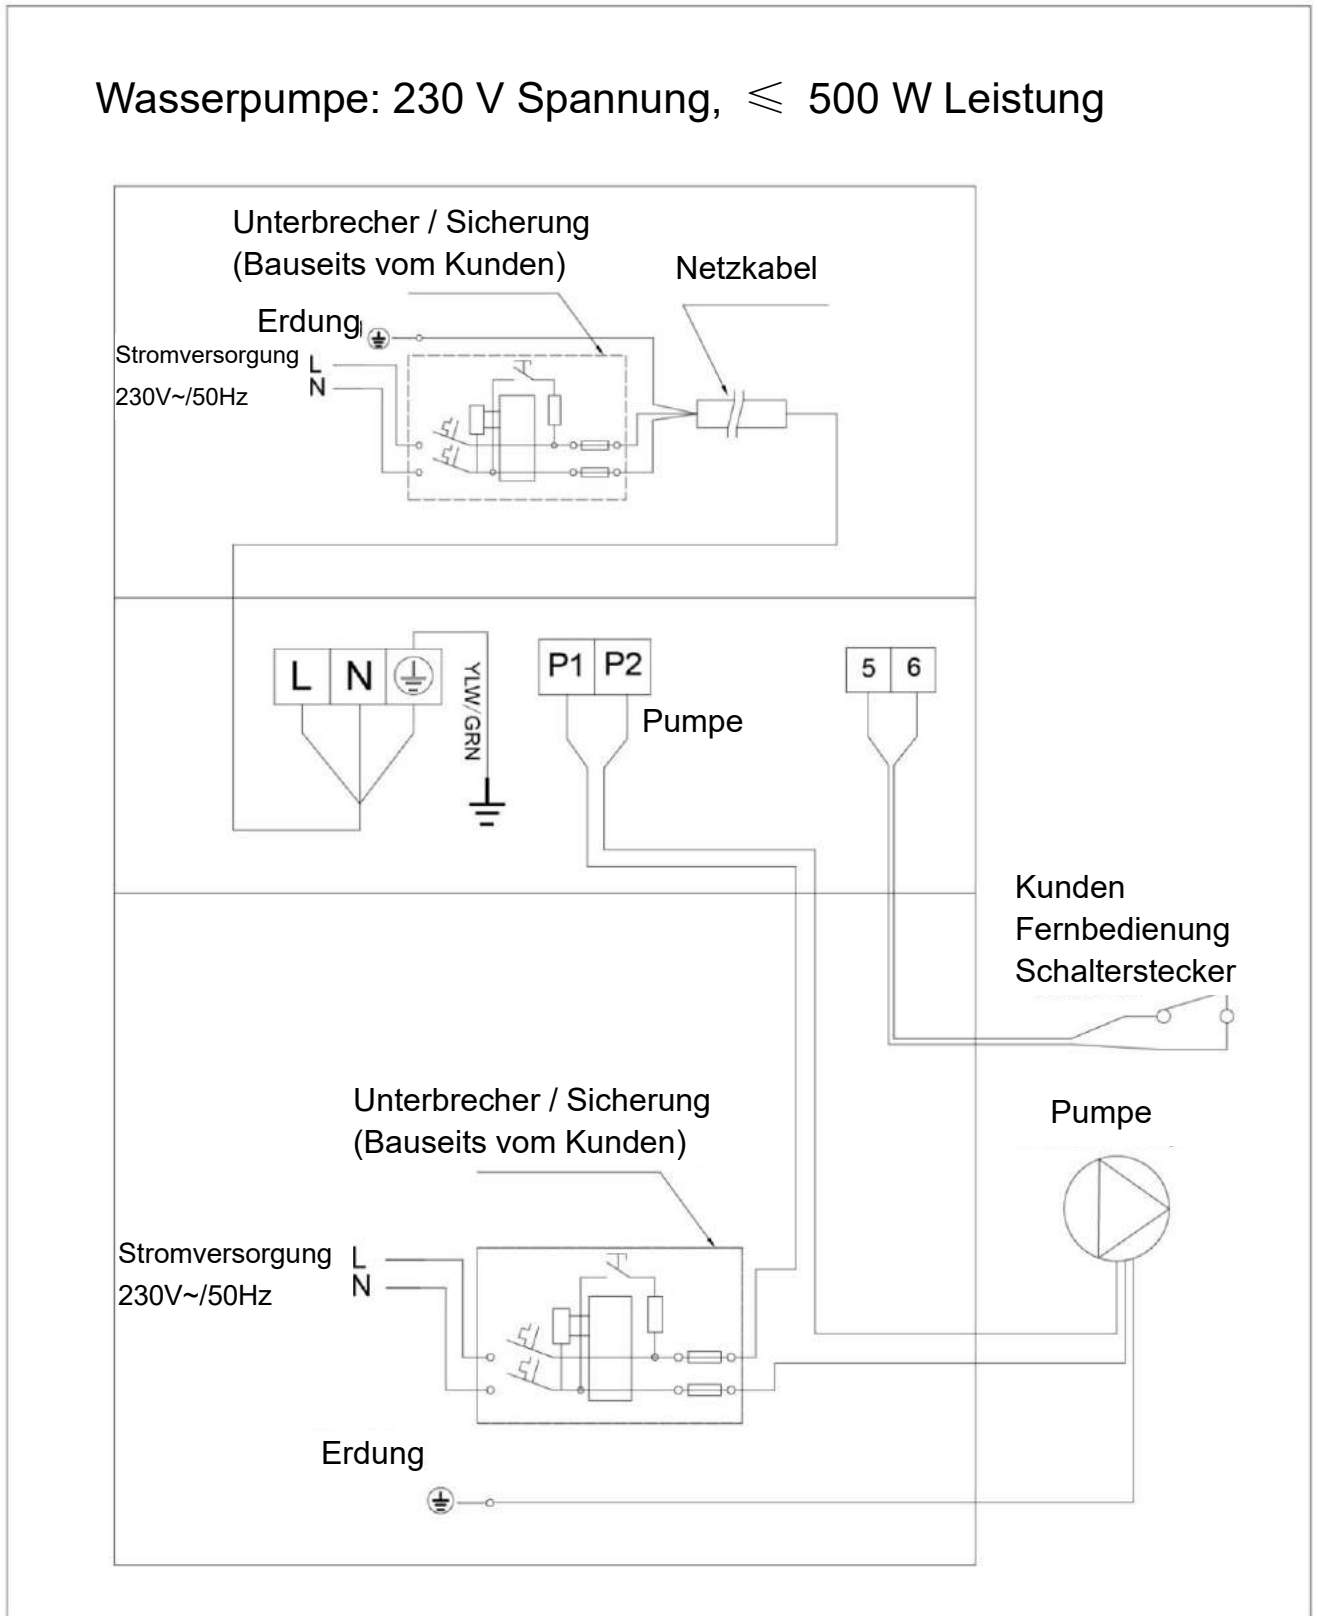 Wasserpumpe: 230 V Spannung, ≤ 500 W Leistung
Unterbrecher / Sicherung
(Bauseits vom Kunden)
Netzkabel
Erdung
Stromversorgung L
230V~/50Hz N
L N
YLW/GRN
P1 P2
Pumpe
5 6
Kunden
Fernbedienung
Schalterstecker
Unterbrecher / Sicherung
(Bauseits vom Kunden)
Pumpe
Stromversorgung L
230V~/50Hz N
Erdung